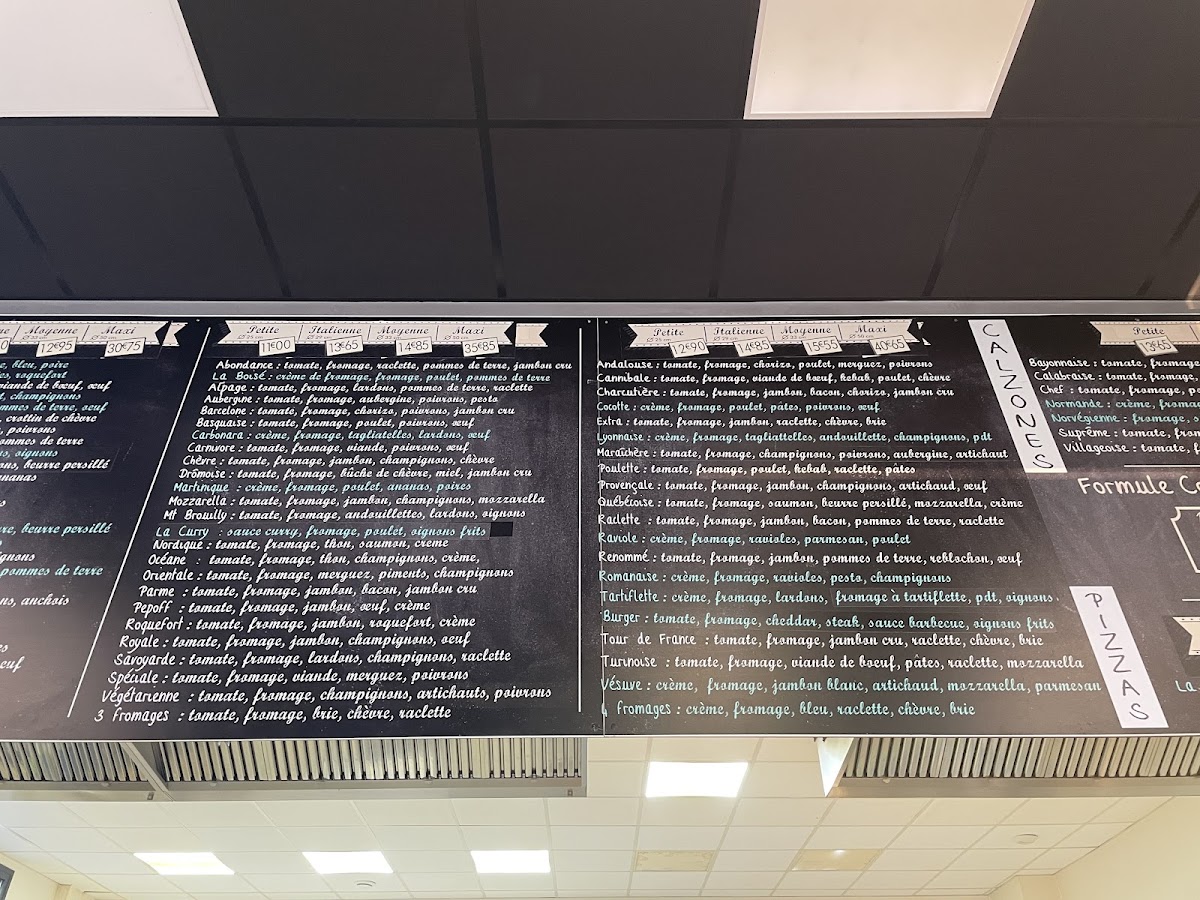 Moyenne Maxi
12€95 30€75
bleu, poire
roquefort
viande de bœuf, œuf
champignons
pommes de terre, œuf
crottin de chèvre
poivrons
pommes de terre
oignons
beurre persillé
ananas
beurre persillé
pommes de terre
anchois
Petite Italienne Moyenne Maxi
11€00 13€65 14€85 35€85
Abondance : tomate, fromage, raclette, pommes de terre, jambon cru
La Boisé : crème de fromage, fromage, poulet, pommes de terre
Alpage : tomate, fromage, lardons, pommes de terre, raclette
Aubergine : tomate, fromage, aubergine, poivrons, pesto
Barcelone : tomate, fromage, chorizo, poivrons, jambon cru
Basquaise : tomate, fromage, poulet, poivrons, œuf
Carbonara : crème, fromage, tagliatelles, lardons, œuf
Carnivore : tomate, fromage, viande, poivrons, œuf
Chèvre : tomate, fromage, jambon, champignons, chèvre
Drômoise : tomate, fromage, bûche de chèvre, miel, jambon cru
Martinique : crème, fromage, poulet, ananas, poires
Mozzarella : tomate, fromage, jambon, champignons, mozzarella
Mt Brouilly : tomate, fromage, andouillettes, lardons, oignons
La Curry : sauce curry, fromage, poulet, oignons frits
Nordique : tomate, fromage, thon, saumon, crème
Océane : tomate, fromage, thon, champignons, crème,
Orientale : tomate, fromage, merguez, piments, champignons
Parme : tomate, fromage, jambon, bacon, jambon cru
Pepoff : tomate, fromage, jambon, œuf, crème
Roquefort : tomate, fromage, jambon, roquefort, crème
Royale : tomate, fromage, jambon, champignons, œuf
Savoyarde : tomate, fromage, lardons, champignons, raclette
Spéciale : tomate, fromage, viande, merguez, poivrons
Végétarienne : tomate, fromage, champignons, artichauts, poivrons
3 Fromages : tomate, fromage, brie, chèvre, raclette
Petite Italienne Moyenne Maxi
12€90 14€85 15€55 40€65
Andalouse : tomate, fromage, chorizo, poulet, merguez, poivrons
Cannibale : tomate, fromage, viande de bœuf, kebab, poulet, chèvre
Charcutière : tomate, fromage, jambon, bacon, chorizo, jambon cru
Cocotte : crème, fromage, poulet, pâtes, poivrons, œuf
Extra : tomate, fromage, jambon, raclette, chèvre, brie
Lyonnaise : crème, fromage, tagliattelles, andouillette, champignons, pdt
Maraîchère : tomate, fromage, champignons, poivrons, aubergine, artichaut
Poulette : tomate, fromage, poulet, kebab, raclette, pâtes
Provençale : tomate, fromage, jambon, champignons, artichaud, œuf
Québécoise : tomate, fromage, saumon, beurre persillé, mozzarella, crème
Raclette : tomate, fromage, jambon, bacon, pommes de terre, raclette
Raviole : crème, fromage, ravioles, parmesan, poulet
Renommé : tomate, fromage, jambon, pommes de terre, reblochon, œuf
Romanaise : crème, fromage, ravioles, pesto, champignons
Tartiflette : crème, fromage, lardons, fromage à tartiflette, pdt, oignons
Burger : tomate, fromage, cheddar, steak, sauce barbecue, oignons frits
Tour de France : tomate, fromage, jambon cru, raclette, chèvre, brie
Turinoise : tomate, fromage, viande de boeuf, pâtes, raclette, mozzarella
Vésuve : crème, fromage, jambon blanc, artichaud, mozzarella, parmesan
4 fromages : crème, fromage, bleu, raclette, chèvre, brie
CALZONES
PIZZAS
Petite
13€65
Bayonnaise : tomate, fromage
Calabraise : tomate, fromage,
Chef : tomate, fromage,
Normande : crème,
Norvégienne : fromage,
Suprême : tomate,
Villageoise : tomate,
Formule
La